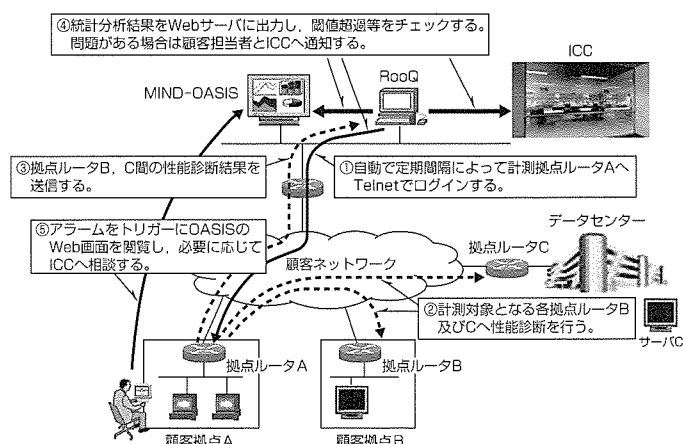 ④統計分析結果をWebサーバに出力し，閾値超過等をチェックする。
問題がある場合は顧客担当者とICCへ通知する。
ICC
RooQ
MIND-OASIS
③拠点ルータB，C間の性能診断結果を
送信する。
①自動で定期間隔によって計測拠点ルータAへ
Telnetでログインする。
⑤アラームをトリガーにOASISの
Web画面を閲覧し，必要に応じて
ICCへ相談する。
データセンター
拠点ルータC
顧客ネットワーク
②計測対象となる各拠点ルータB
及びCへ性能診断を行う。
サーバC
拠点ルータA
拠点ルータB
顧客拠点A
顧客拠点B